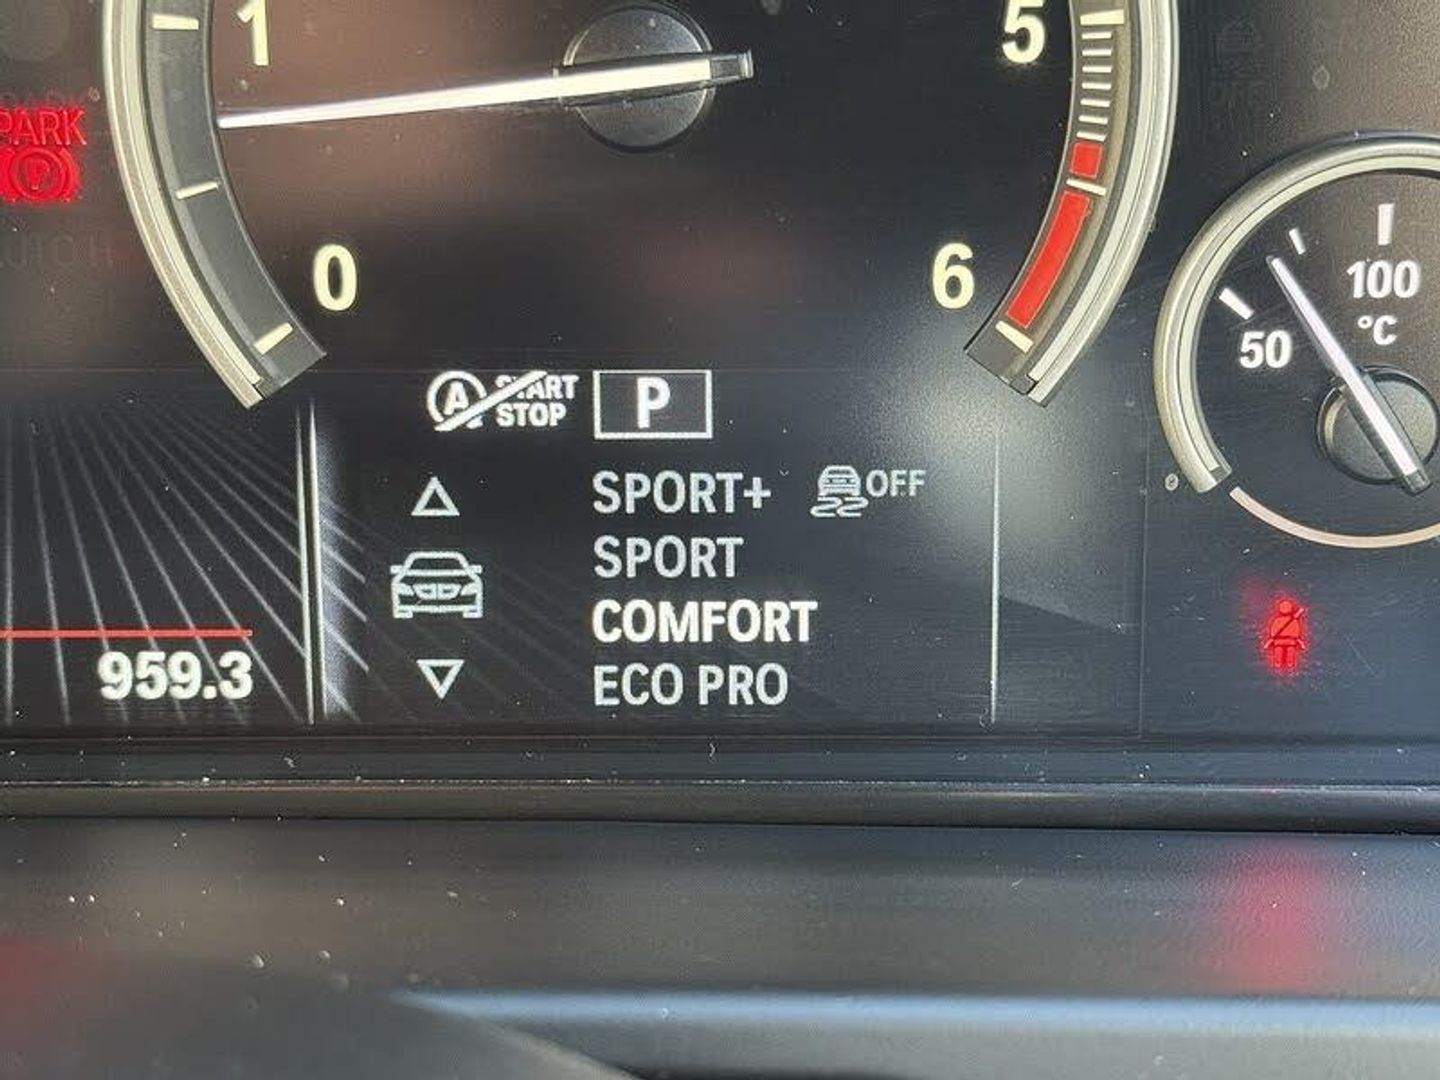 1
5
PARK
P
0
6
100
°C
50
A START
STOP
P
SPORT+ OFF
SPORT
COMFORT
ECO PRO
959.3